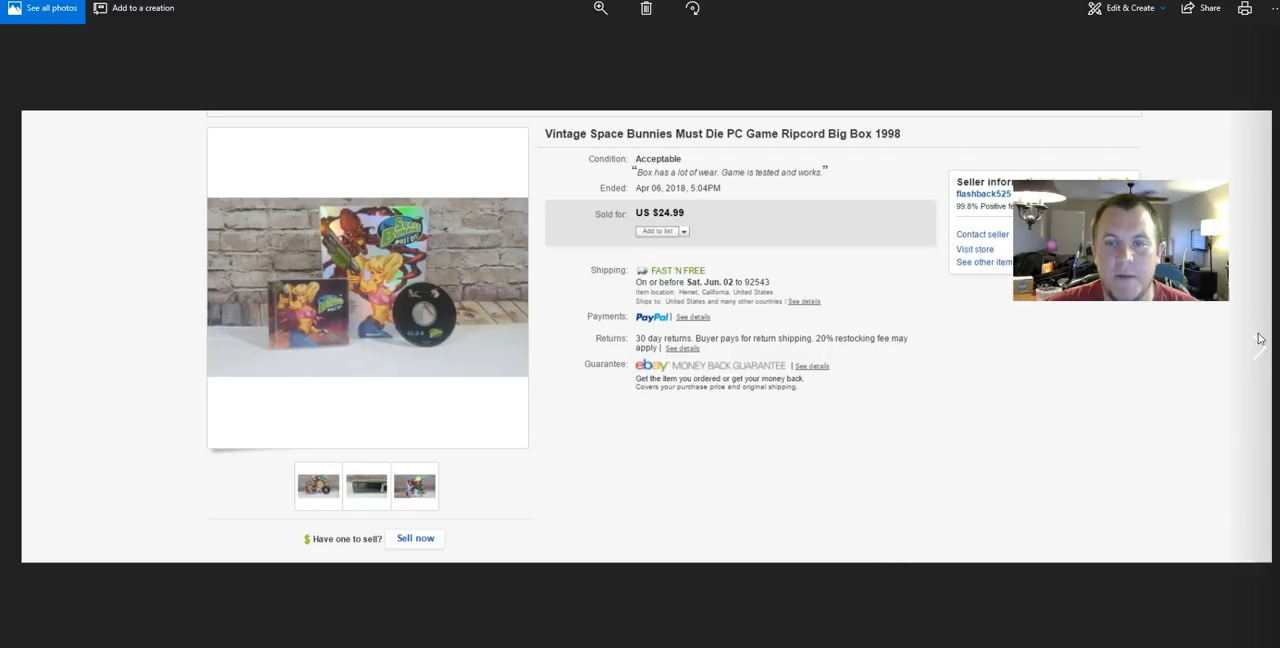 See all photos
Add to a creation
Edit & Create
Share
Vintage Space Bunnies Must Die PC Game Ripcord Big Box 1998
Condition: Acceptable
“Box has a lot of wear. Game is tested and works.”
Ended: Apr 06, 2018, 5:04PM
Sold for: US $24.99
Add to list
Shipping: FAST 'N FREE
On or before Sat. Jun. 02 to 92543
Item location: Hemet, California, United States
Ships to: United States and many other countries | See details
Payments: PayPal | See details
Returns: 30 day returns. Buyer pays for return shipping. 20% restocking fee may
apply | See details
Guarantee: ebay MONEY BACK GUARANTEE | See details
Get the item you ordered or get your money back.
Covers your purchase price and original shipping.
Seller
flashback525
99.8% Positive
Contact seller
Visit store
See other
SPACE
BUNNIES
MUST DIE
$ Have one to sell? Sell now